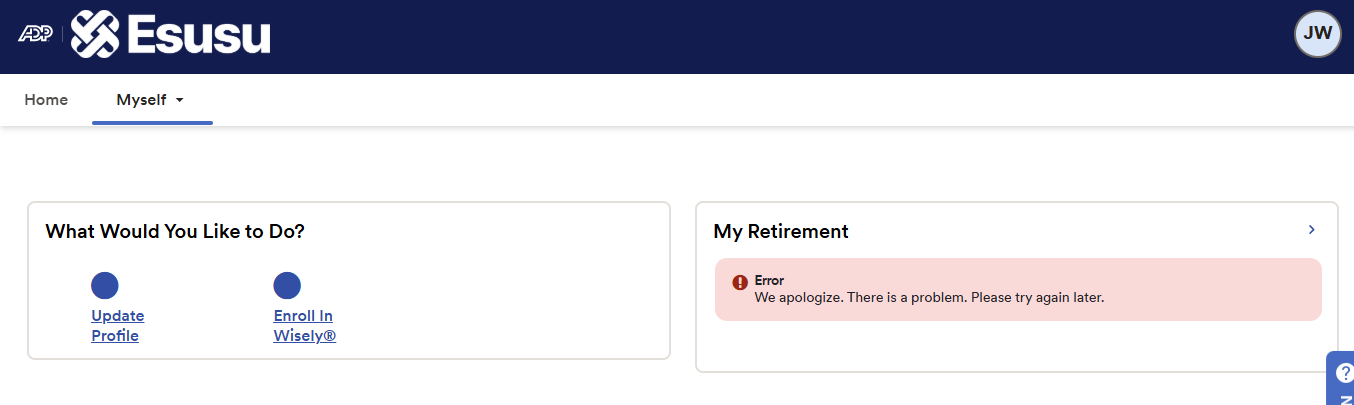 ADP Esusu
JW
Home
Myself
What Would You Like to Do?
Update
Profile
Enroll In
Wisely®
My Retirement
Error
We apologize. There is a problem. Please try again later.
?